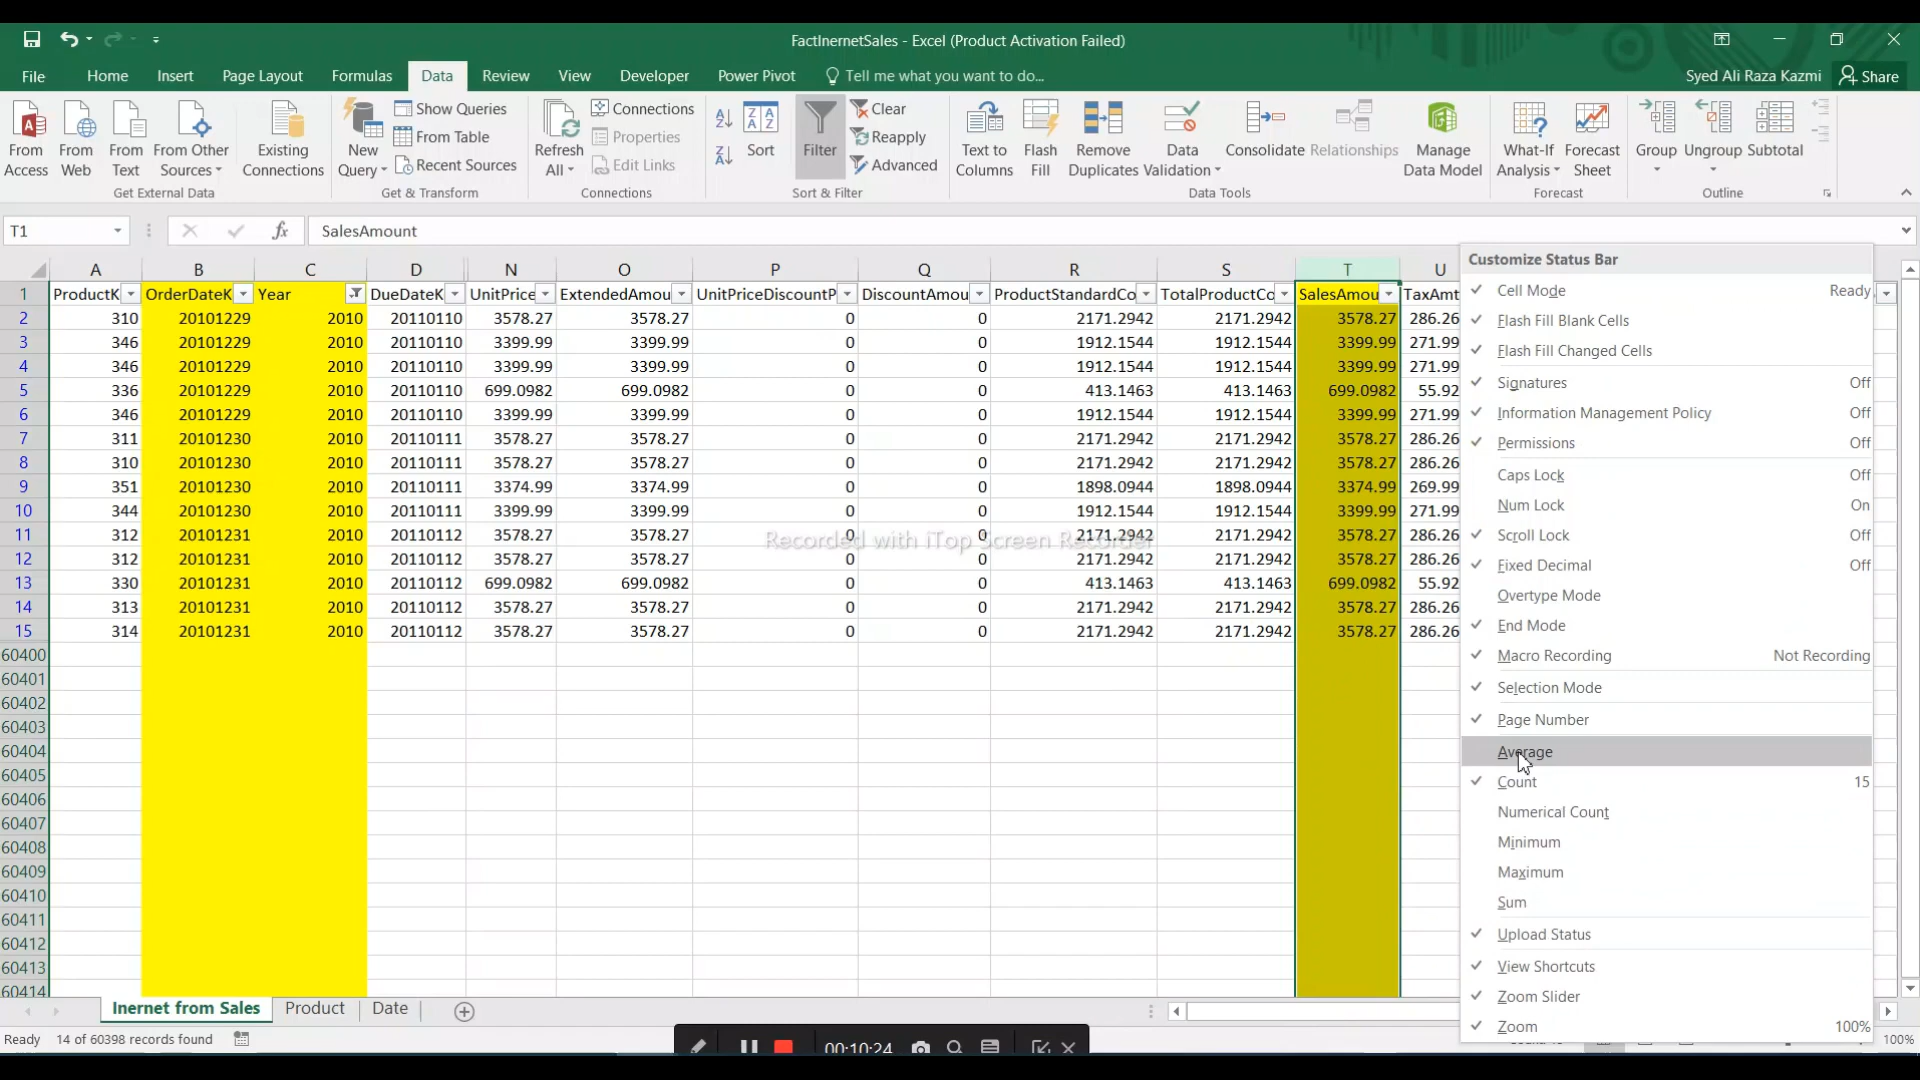 FactInernetSales - Excel (Product Activation Failed)
File Home Insert Page Layout Formulas Data Review View Developer Power Pivot Tell me what you want to do... Syed Ali Raza Kazmi Share
From Access From Web From Text From Other Sources Existing Connections
Get External Data
New Query Show Queries From Table Recent Sources
Get & Transform
Refresh All Connections Properties Edit Links
Connections
Sort Filter Clear Reapply Advanced
Sort & Filter
Text to Columns Flash Fill Remove Duplicates Data Validation Consolidate Relationships Manage Data Model
Data Tools
What-If Analysis Forecast Sheet
Forecast
Group Ungroup Subtotal
Outline
T1 fx SalesAmount
A B C D N O P Q R S T U
1 ProductK OrderDateK Year DueDateK UnitPrice ExtendedAmou UnitPriceDiscountP DiscountAmou ProductStandardCo TotalProductCo SalesAmou TaxAmt
2 310 20101229 2010 20110110 3578.27 3578.27 0 0 2171.2942 2171.2942 3578.27 286.26
3 346 20101229 2010 20110110 3399.99 3399.99 0 0 1912.1544 1912.1544 3399.99 271.99
4 346 20101229 2010 20110110 3399.99 3399.99 0 0 1912.1544 1912.1544 3399.99 271.99
5 336 20101229 2010 20110110 699.0982 699.0982 0 0 413.1463 413.1463 699.0982 55.92
6 346 20101229 2010 20110110 3399.99 3399.99 0 0 1912.1544 1912.1544 3399.99 271.99
7 311 20101230 2010 20110111 3578.27 3578.27 0 0 2171.2942 2171.2942 3578.27 286.26
8 310 20101230 2010 20110111 3578.27 3578.27 0 0 2171.2942 2171.2942 3578.27 286.26
9 351 20101230 2010 20110111 3374.99 3374.99 0 0 1898.0944 1898.0944 3374.99 269.99
10 344 20101230 2010 20110111 3399.99 3399.99 0 0 1912.1544 1912.1544 3399.99 271.99
11 312 20101231 2010 20110112 3578.27 3578.27 0 0 2171.2942 2171.2942 3578.27 286.26
Recorded with iTop Screen Recorder
12 312 20101231 2010 20110112 3578.27 3578.27 0 0 2171.2942 2171.2942 3578.27 286.26
13 330 20101231 2010 20110112 699.0982 699.0982 0 0 413.1463 413.1463 699.0982 55.92
14 313 20101231 2010 20110112 3578.27 3578.27 0 0 2171.2942 2171.2942 3578.27 286.26
15 314 20101231 2010 20110112 3578.27 3578.27 0 0 2171.2942 2171.2942 3578.27 286.26
60400
60401
60402
60403
60404
60405
60406
60407
60408
60409
60410
60411
60412
60413
60414
Customize Status Bar
Cell Mode Ready
Flash Fill Blank Cells
Flash Fill Changed Cells
Signatures Off
Information Management Policy Off
Permissions Off
Caps Lock Off
Num Lock On
Scroll Lock Off
Fixed Decimal Off
Overtype Mode
End Mode
Macro Recording Not Recording
Selection Mode
Page Number
Average
Count 15
Numerical Count
Minimum
Maximum
Sum
Upload Status
View Shortcuts
Zoom Slider
Zoom 100%
Inernet from Sales Product Date
Ready 14 of 60398 records found 00:10:24 100%